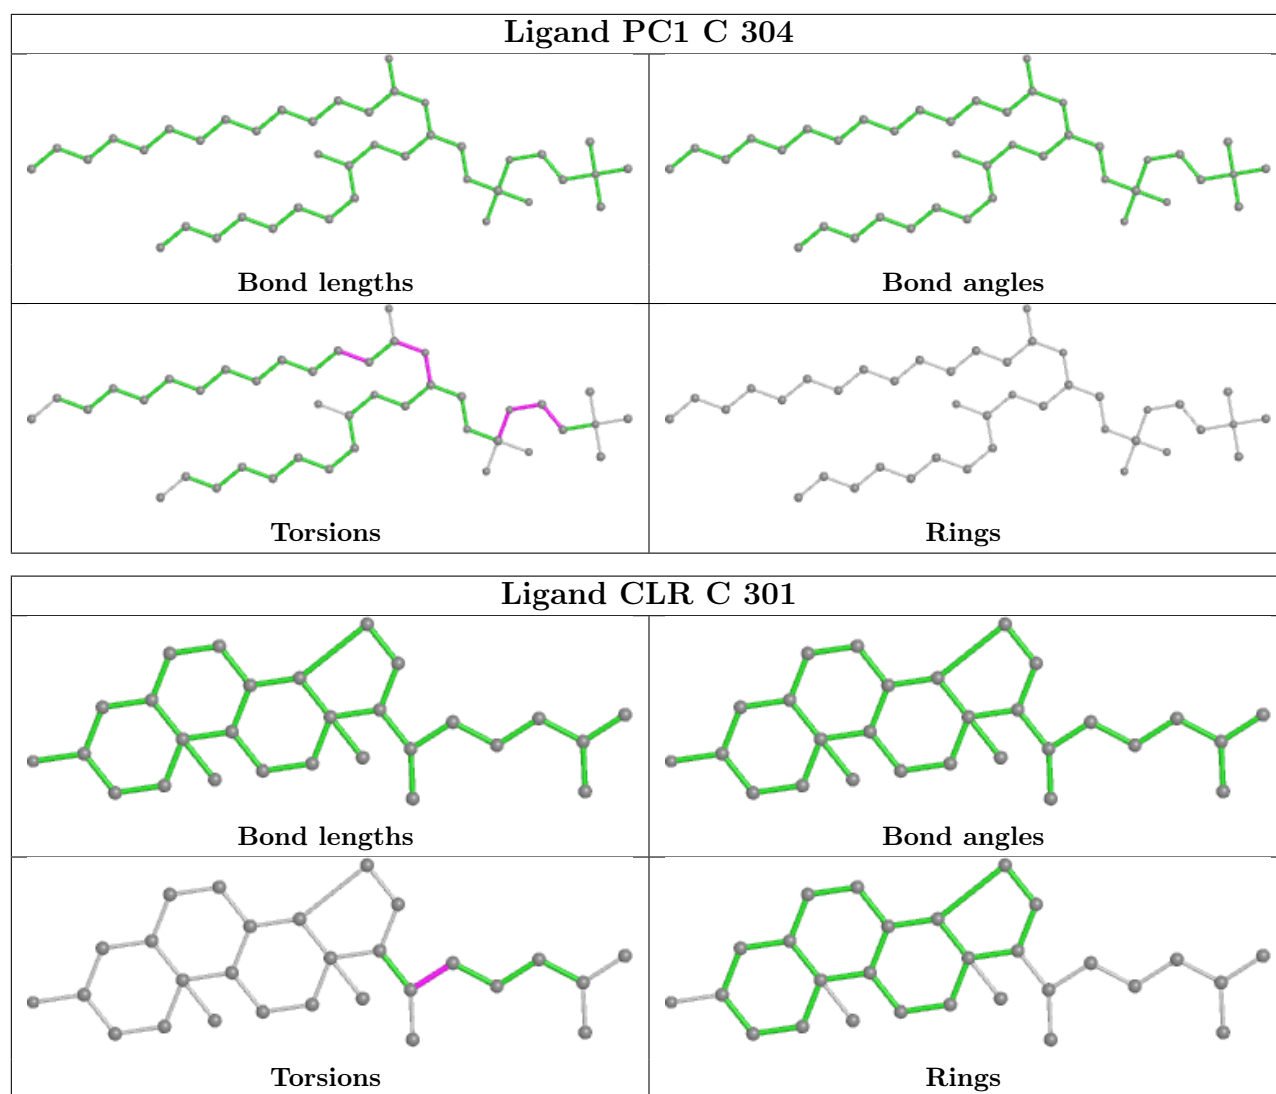 Ligand PC1 C 304
Bond lengths
Bond angles
Torsions
Rings
Ligand CLR C 301
Bond lengths
Bond angles
Torsions
Rings